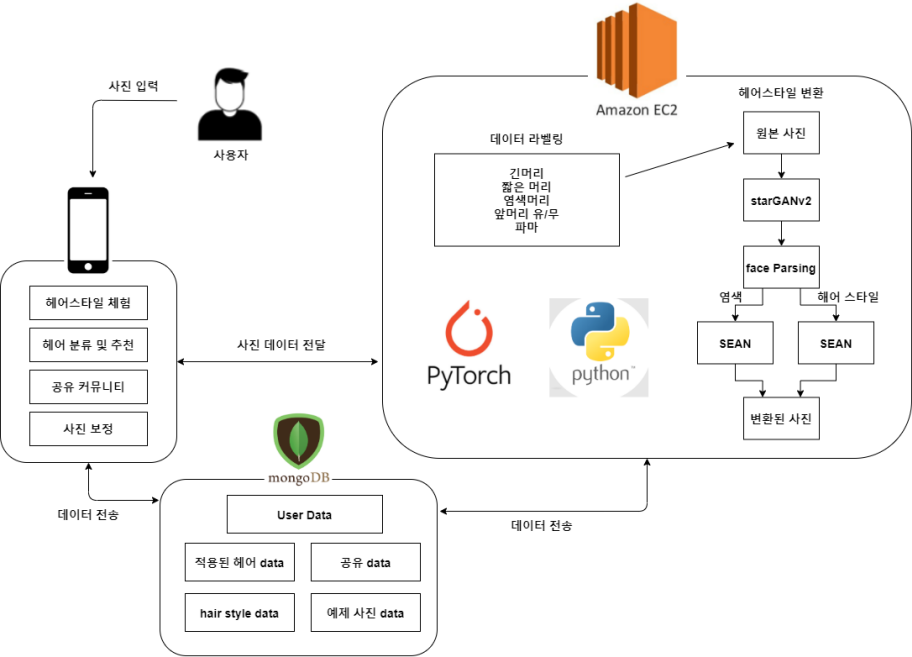 사진 입력
사용자
Amazon EC2
헤어스타일 변환
원본 사진
데이터 라벨링
긴머리
짧은 머리
염색머리
앞머리 유/무
파마
starGANv2
face Parsing
염색
헤어 스타일
SEAN
SEAN
변환된 사진
PyTorch
python™
헤어스타일 체험
헤어 분류 및 추천
공유 커뮤니티
사진 보정
사진 데이터 전달
mongoDB
데이터 전송
데이터 전송
User Data
적용된 헤어 data
공유 data
hair style data
예제 사진 data